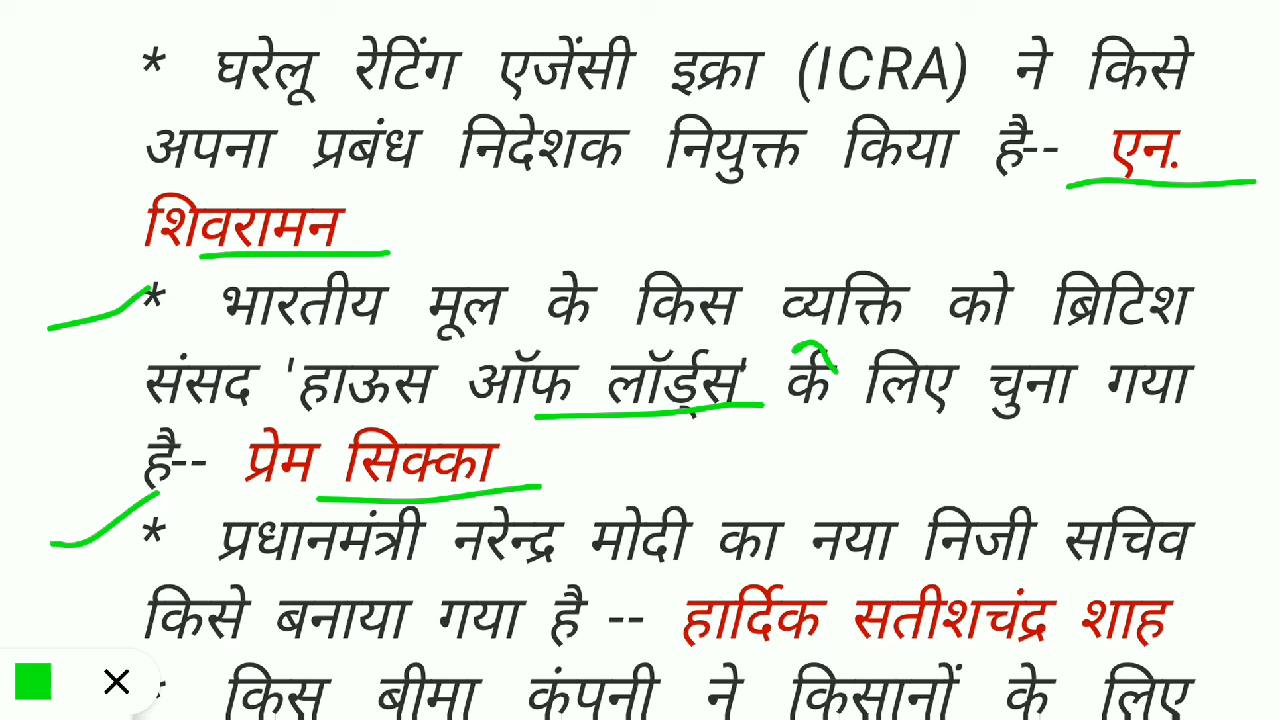 * घरेलू रेटिंग एजेंसी इक्रा (ICRA) ने किसे
अपना प्रबंध निदेशक नियुक्त किया है-- एन.
शिवरामन
* भारतीय मूल के किस व्यक्ति को ब्रिटिश
संसद 'हाऊस ऑफ लॉर्ड्स' के लिए चुना गया
है-- प्रेम सिक्का
* प्रधानमंत्री नरेन्द्र मोदी का नया निजी सचिव
किसे बनाया गया है -- हार्दिक सतीशचंद्र शाह
किस बीमा कंपनी ने किसानों के लिए